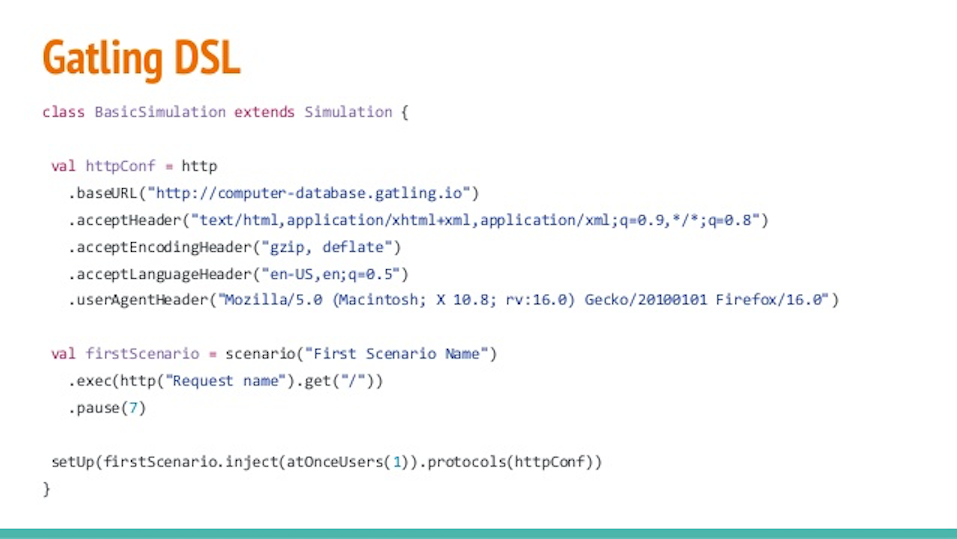 Gatling DSL
class BasicSimulation extends Simulation {
val httpConf = http
.baseURL("http://computer-database.gatling.io")
.acceptHeader("text/html,application/xhtml+xml,application/xml;q=0.9,*/*;q=0.8")
.acceptEncodingHeader("gzip, deflate")
.acceptLanguageHeader("en-US,en;q=0.5")
.userAgentHeader("Mozilla/5.0 (Macintosh; X 10.8; rv:16.0) Gecko/20100101 Firefox/16.0")
val firstScenario = scenario("First Scenario Name")
.exec(http("Request name").get("/"))
.pause(7)
setUp(firstScenario.inject(atOnceUsers(1)).protocols(httpConf))
}